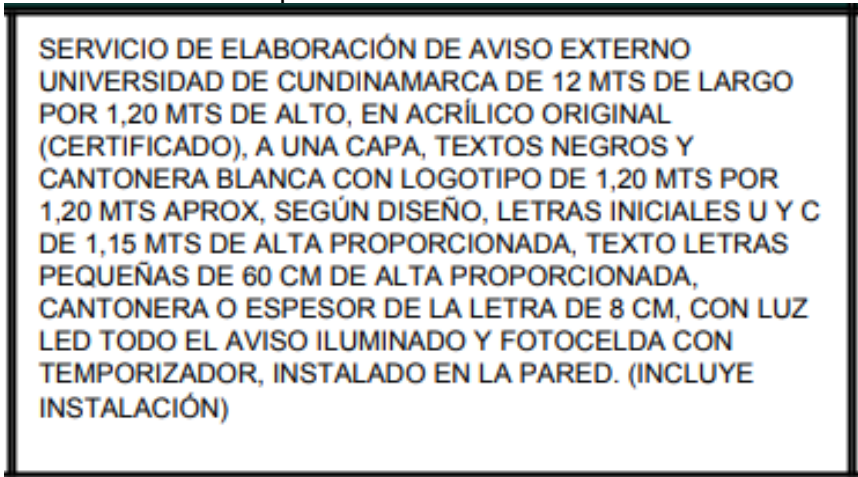 SERVICIO DE ELABORACIÓN DE AVISO EXTERNO
UNIVERSIDAD DE CUNDINAMARCA DE 12 MTS DE LARGO
POR 1,20 MTS DE ALTO, EN ACRÍLICO ORIGINAL
(CERTIFICADO), A UNA CAPA, TEXTOS NEGROS Y
CANTONERA BLANCA CON LOGOTIPO DE 1,20 MTS POR
1,20 MTS APROX, SEGÚN DISEÑO, LETRAS INICIALES U Y C
DE 1,15 MTS DE ALTA PROPORCIONADA, TEXTO LETRAS
PEQUEÑAS DE 60 CM DE ALTA PROPORCIONADA,
CANTONERA O ESPESOR DE LA LETRA DE 8 CM, CON LUZ
LED TODO EL AVISO ILUMINADO Y FOTOCELDA CON
TEMPORIZADOR, INSTALADO EN LA PARED. (INCLUYE
INSTALACIÓN)